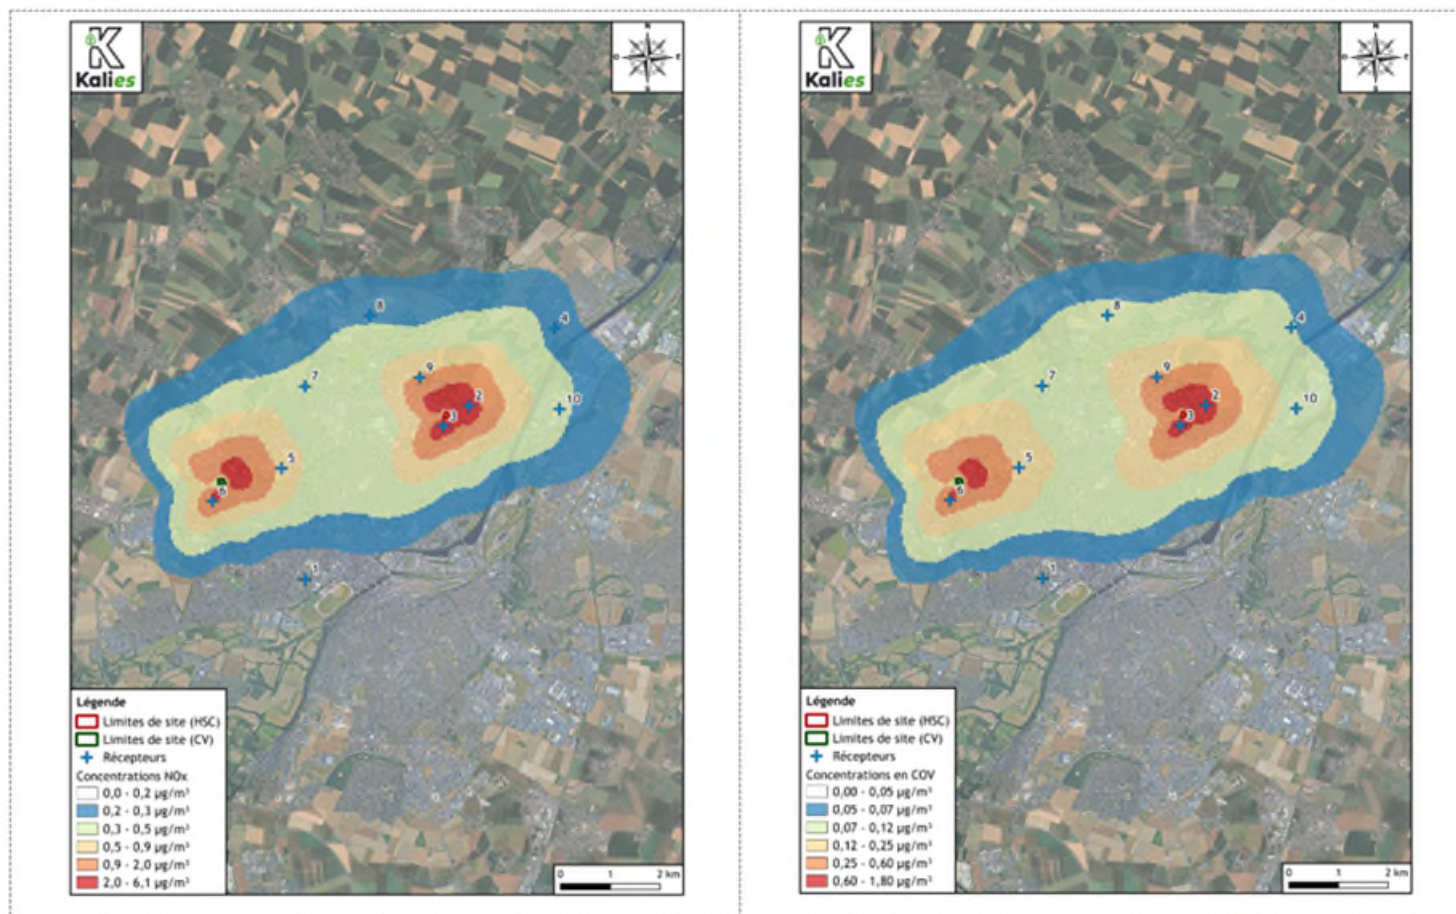 Kalies
N
O
E
8
4
7
9
2
3
10
5
6
1
Légende
Limites de site (HSC)
Limites de site (CV)
Récepteurs
Concentrations NOx
0,0 - 0,2 µg/m³
0,2 - 0,3 µg/m³
0,3 - 0,5 µg/m³
0,5 - 0,9 µg/m³
0,9 - 2,0 µg/m³
2,0 - 6,1 µg/m³
0 1 2 km
Kalies
N
O
E
8
4
7
9
2
3
10
5
6
1
Légende
Limites de site (HSC)
Limites de site (CV)
Récepteurs
Concentrations en COV
0,00 - 0,05 µg/m³
0,05 - 0,07 µg/m³
0,07 - 0,12 µg/m³
0,12 - 0,25 µg/m³
0,25 - 0,60 µg/m³
0,60 - 1,80 µg/m³
0 1 2 km